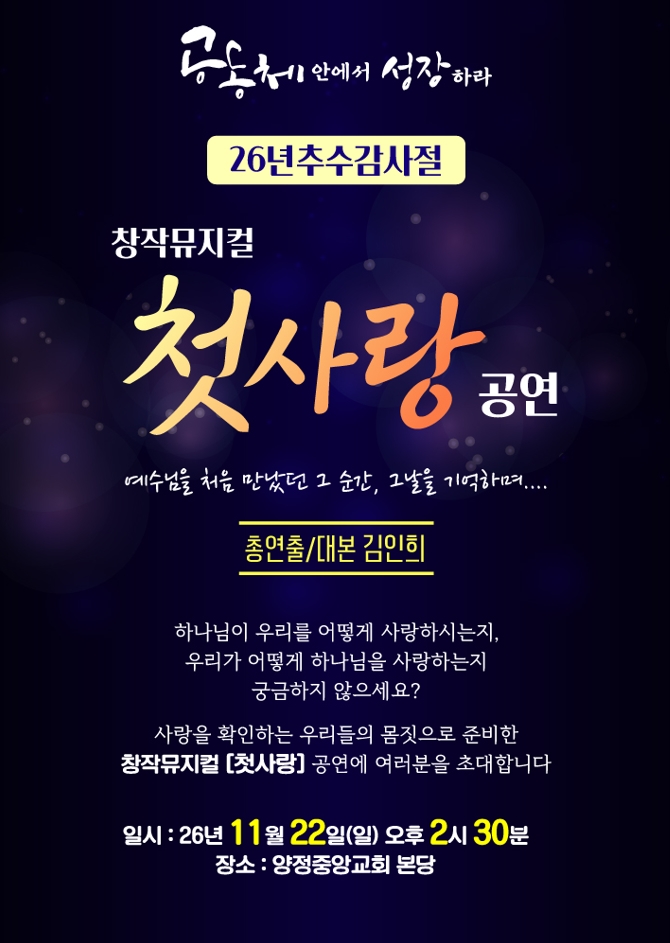 공동체 안에서 성장하라
26년추수감사절
창작뮤지컬
첫사랑 공연
예수님을 처음 만났던 그 순간, 그날을 기억하며....
총연출/대본 김인희
하나님이 우리를 어떻게 사랑하시는지,
우리가 어떻게 하나님을 사랑하는지
궁금하지 않으세요?
사랑을 확인하는 우리들의 몸짓으로 준비한
창작뮤지컬 [첫사랑] 공연에 여러분을 초대합니다
일시 : 26년 11월 22일(일) 오후 2시 30분
장소 : 양정중앙교회 본당